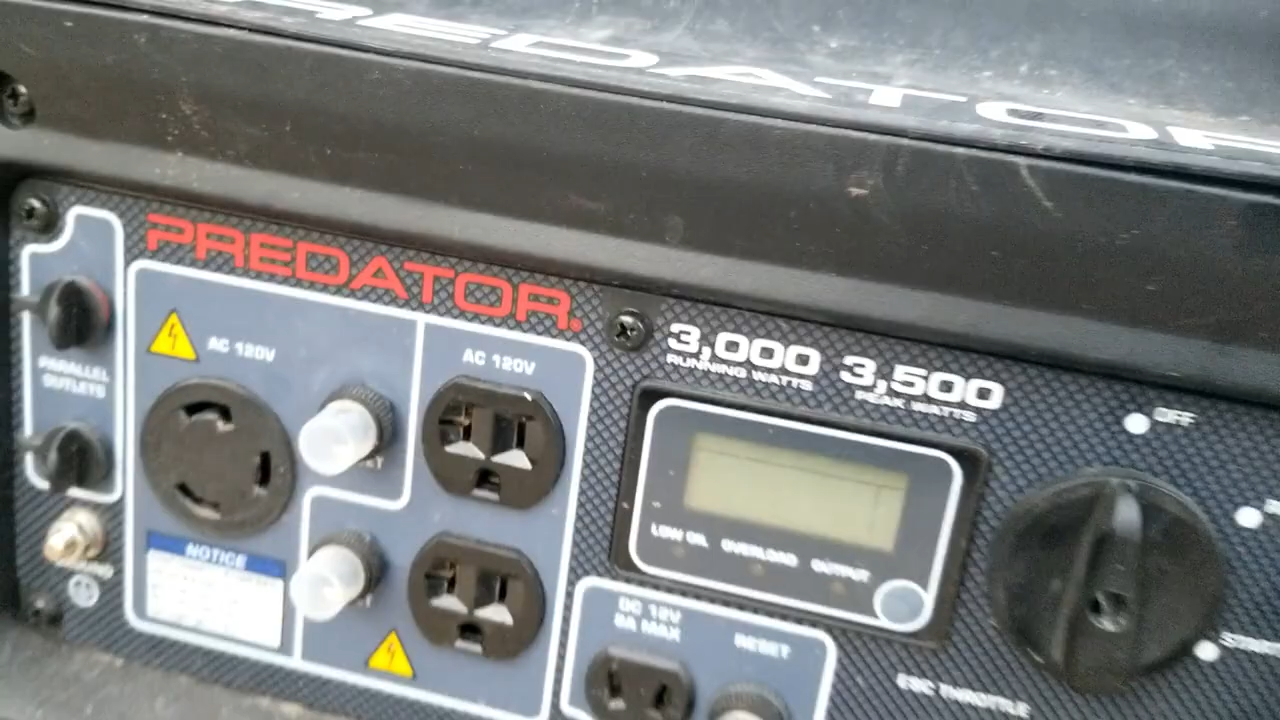 PREDATOR
PREDATOR
3,000 3,500
RUNNING WATTS
PEAK WATTS
PARALLEL
OUTLETS
AC 120V
AC 120V
OFF
LOW OIL OVERLOAD OUTPUT
NOTICE
DC 12V
8A MAX
RESET
ESC THROTTLE